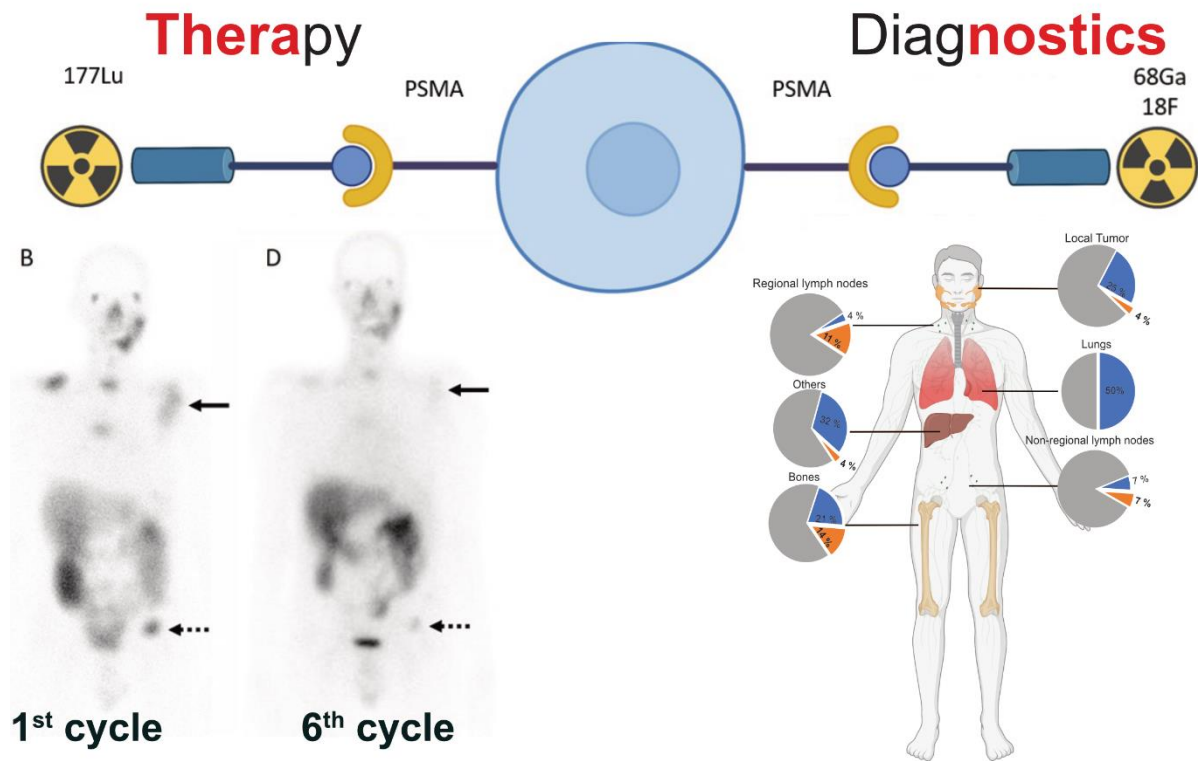 Therapy
Diagnostics
177Lu
PSMA
PSMA
68Ga
18F
B
D
Local Tumor
25 %
4 %
Regional lymph nodes
4 %
11 %
Lungs
50%
Others
32 %
4 %
Non-regional lymph nodes
7 %
7 %
Bones
21 %
14 %
1st cycle
6th cycle